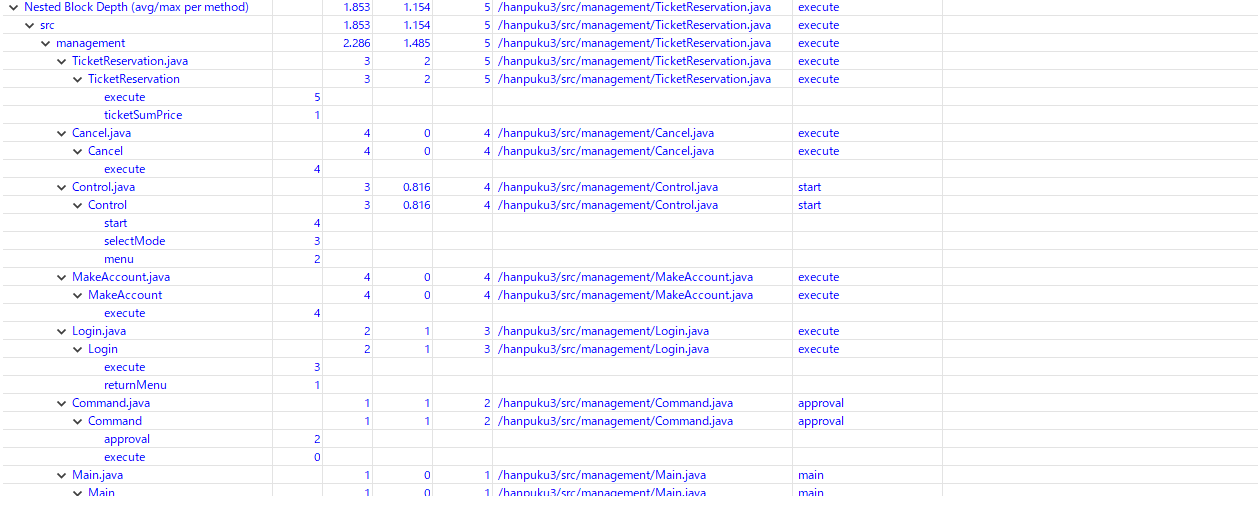 Nested Block Depth (avg/max per method) 1.853 1.154 5 /hanpuku3/src/management/TicketReservation.java execute
src 1.853 1.154 5 /hanpuku3/src/management/TicketReservation.java execute
management 2.286 1.485 5 /hanpuku3/src/management/TicketReservation.java execute
TicketReservation.java 3 2 5 /hanpuku3/src/management/TicketReservation.java execute
TicketReservation 3 2 5 /hanpuku3/src/management/TicketReservation.java execute
execute 5
ticketSumPrice 1
Cancel.java 4 0 4 /hanpuku3/src/management/Cancel.java execute
Cancel 4 0 4 /hanpuku3/src/management/Cancel.java execute
execute 4
Control.java 3 0.816 4 /hanpuku3/src/management/Control.java start
Control 3 0.816 4 /hanpuku3/src/management/Control.java start
start 4
selectMode 3
menu 2
MakeAccount.java 4 0 4 /hanpuku3/src/management/MakeAccount.java execute
MakeAccount 4 0 4 /hanpuku3/src/management/MakeAccount.java execute
execute 4
Login.java 2 1 3 /hanpuku3/src/management/Login.java execute
Login 2 1 3 /hanpuku3/src/management/Login.java execute
execute 3
returnMenu 1
Command.java 1 1 2 /hanpuku3/src/management/Command.java approval
Command 1 1 2 /hanpuku3/src/management/Command.java approval
approval 2
execute 0
Main.java 1 0 1 /hanpuku3/src/management/Main.java main
Main 1 0 1 /hanpuku3/src/management/Main.java main